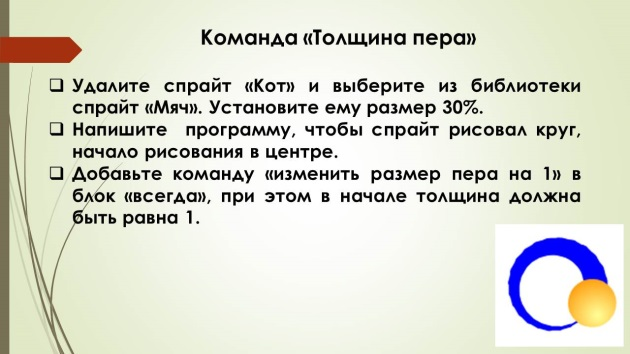 Команда «Толщина пера»
❑ Удалите спрайт «Кот» и выберите из библиотеки
спрайт «Мяч». Установите ему размер 30%.
❑ Напишите программу, чтобы спрайт рисовал круг,
начало рисования в центре.
❑ Добавьте команду «изменить размер пера на 1» в
блок «всегда», при этом в начале толщина должна
быть равна 1.